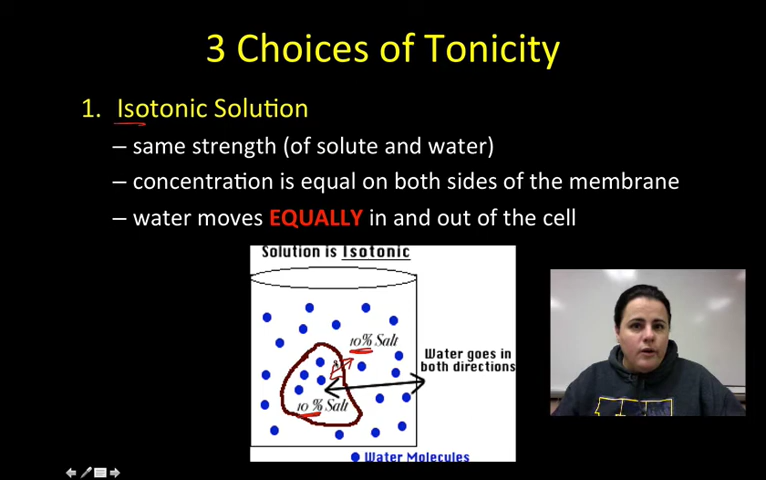 3 Choices of Tonicity
1. Isotonic Solution
– same strength (of solute and water)
– concentration is equal on both sides of the membrane
– water moves EQUALLY in and out of the cell
Solution is Isotonic
10% Salt
Water goes in
both directions
10% Salt
Water Molecules